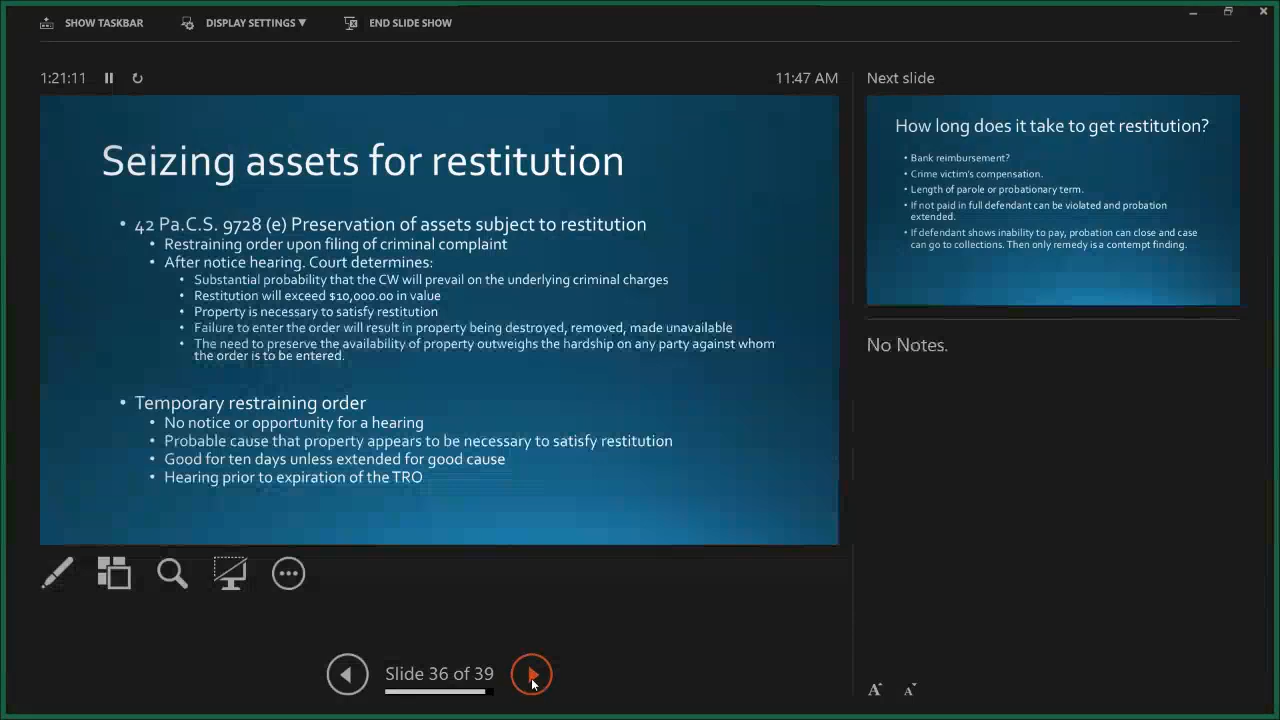 SHOW TASKBAR
DISPLAY SETTINGS ▼
END SLIDE SHOW
1:21:11
11:47 AM
Seizing assets for restitution
• 42 Pa.C.S. 9728 (e) Preservation of assets subject to restitution
• Restraining order upon filing of criminal complaint
• After notice hearing. Court determines:
• Substantial probability that the CW will prevail on the underlying criminal charges
• Restitution will exceed $10,000.00 in value
• Property is necessary to satisfy restitution
• Failure to enter the order will result in property being destroyed, removed, made unavailable
• The need to preserve the availability of property outweighs the hardship on any party against whom
the order is to be entered.
• Temporary restraining order
• No notice or opportunity for a hearing
• Probable cause that property appears to be necessary to satisfy restitution
• Good for ten days unless extended for good cause
• Hearing prior to expiration of the TRO
Slide 36 of 39
Next slide
How long does it take to get restitution?
• Bank reimbursement?
• Crime victim's compensation.
• Length of parole or probationary term.
• If not paid in full defendant can be violated and probation
extended.
• If defendant shows inability to pay, probation can close and case
can go to collections. Then only remedy is a contempt finding.
No Notes.
A A